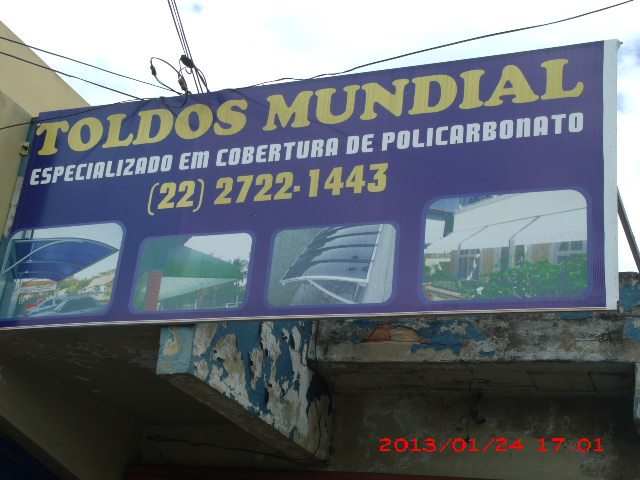 TOLDOS MUNDIAL
ESPECIALIZADO EM COBERTURA DE POLICARBONATO
(22) 2722-1443
2013/01/24 17:01